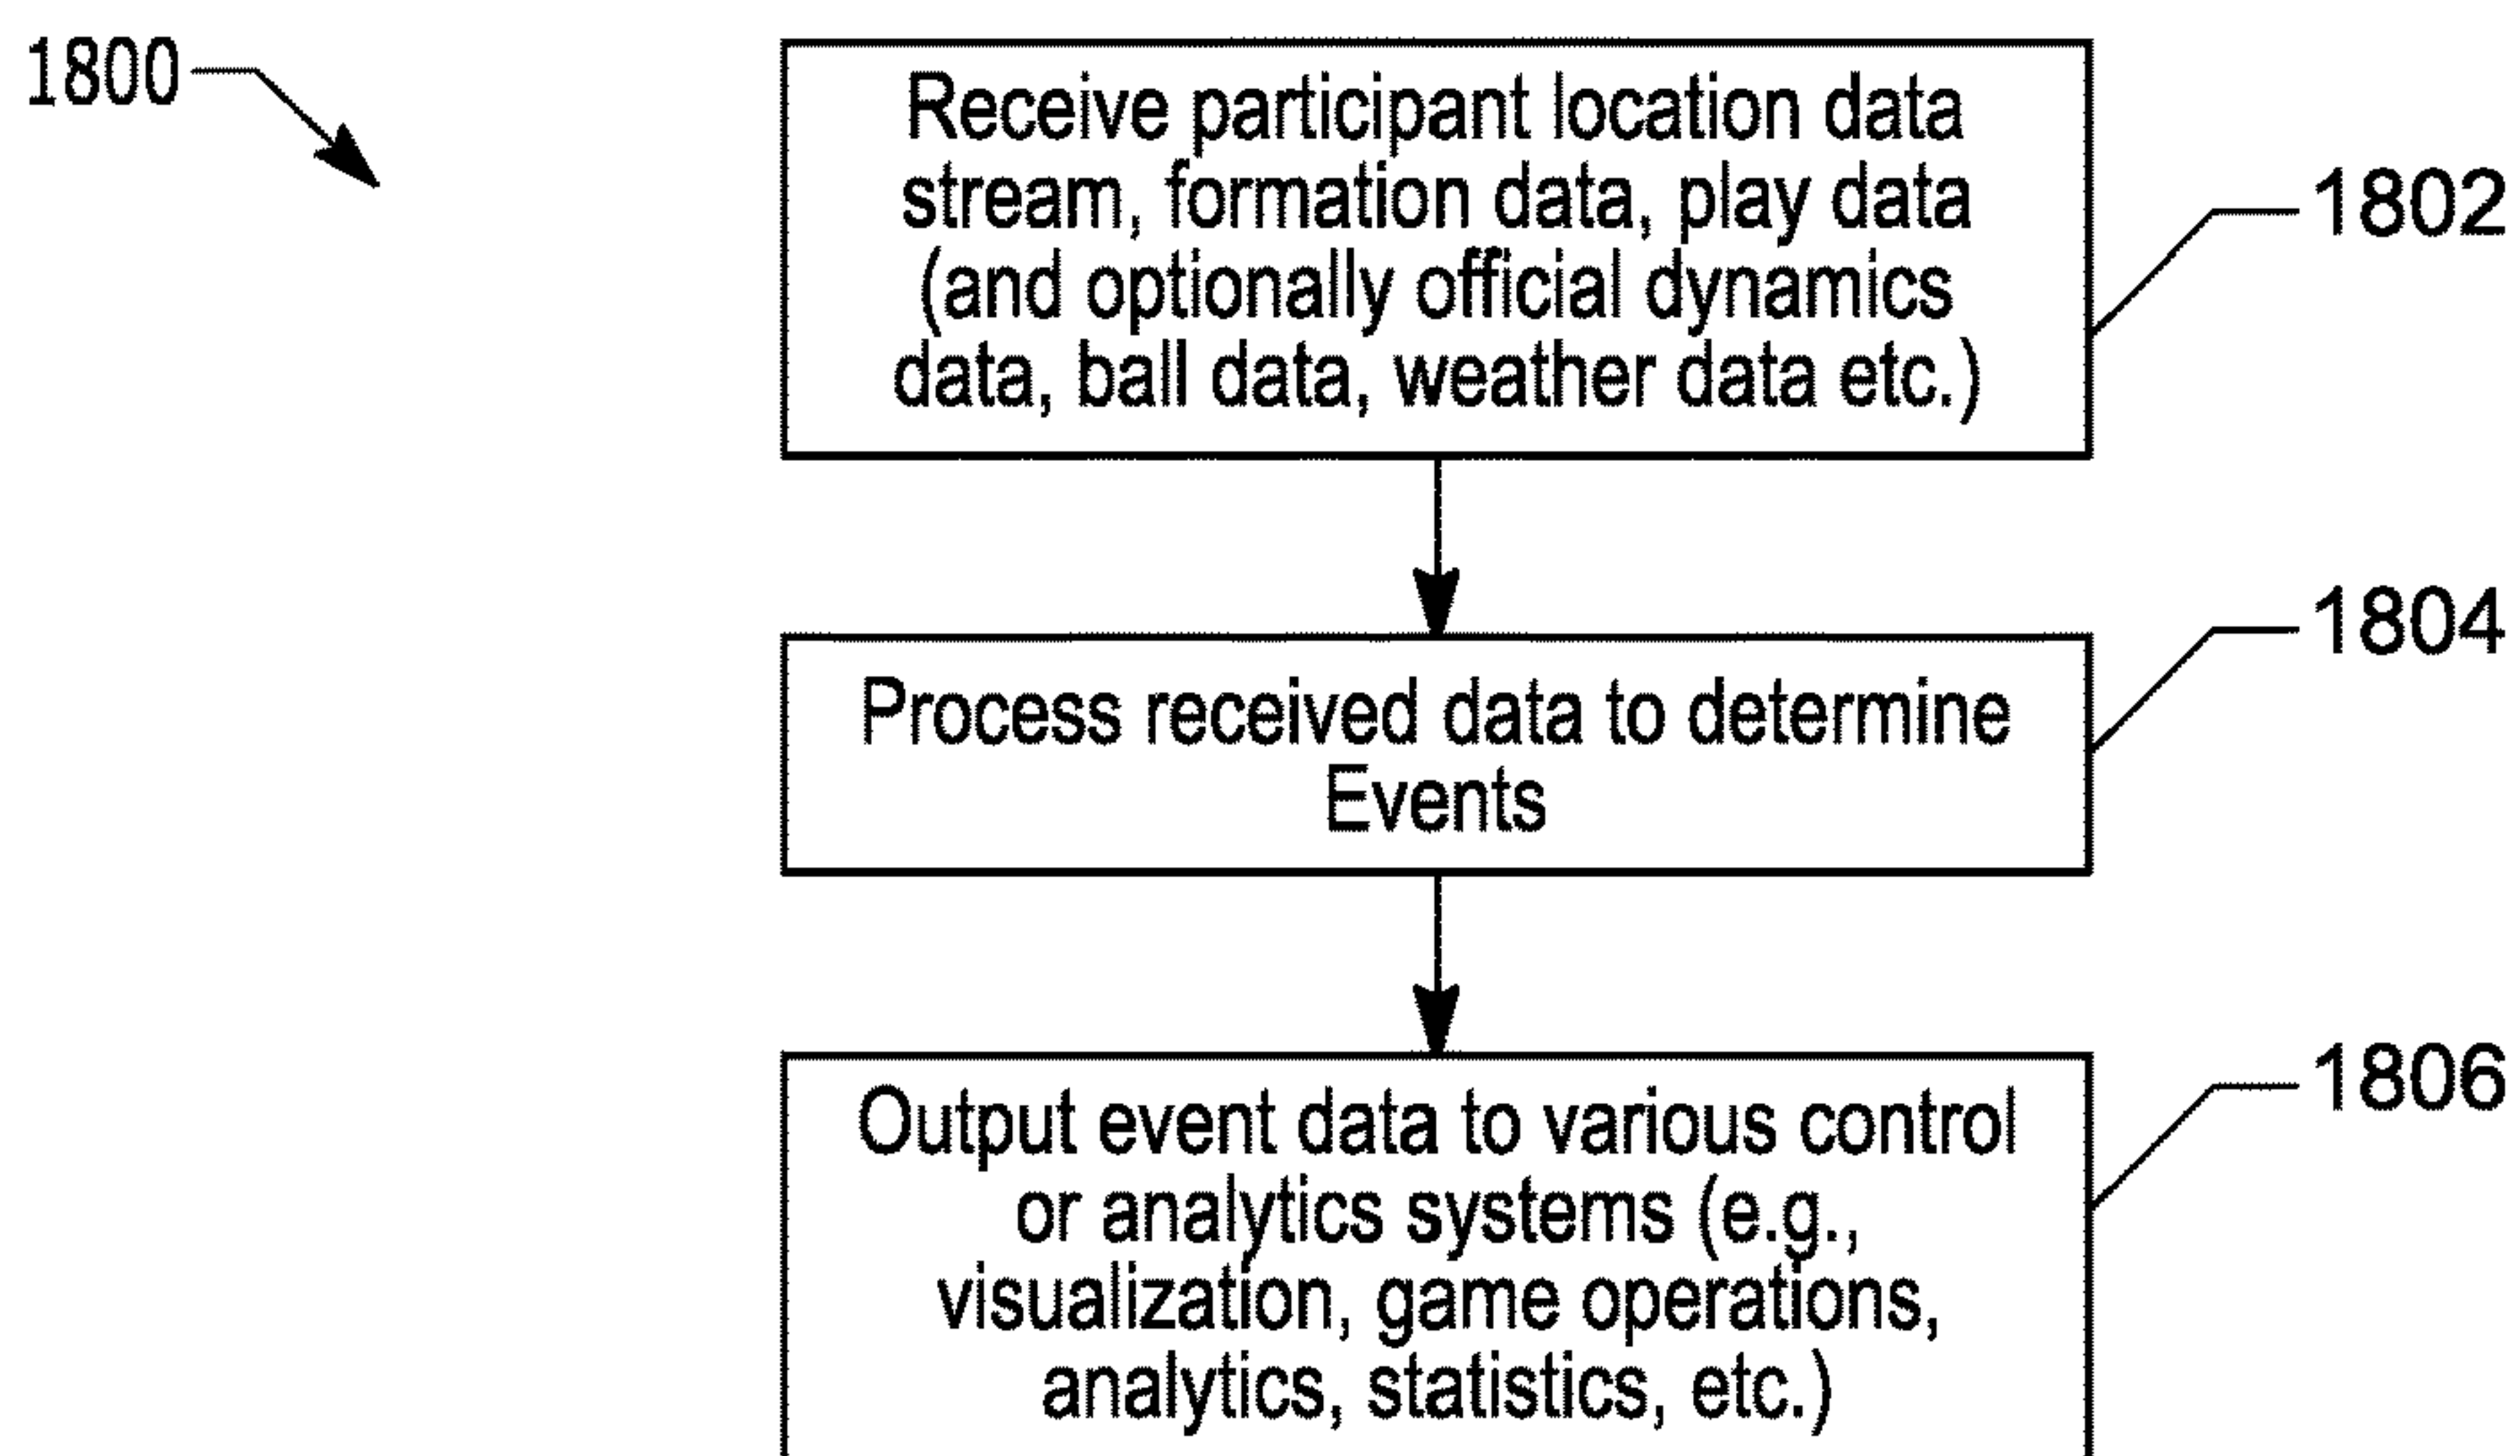 1800
Receive participant location data
stream, formation data, play data
(and optionally official dynamics
data, ball data, weather data etc.)
1802
Process received data to determine
Events
1804
Output event data to various control
or analytics systems (e.g.,
visualization, game operations,
analytics, statistics, etc.)
1806